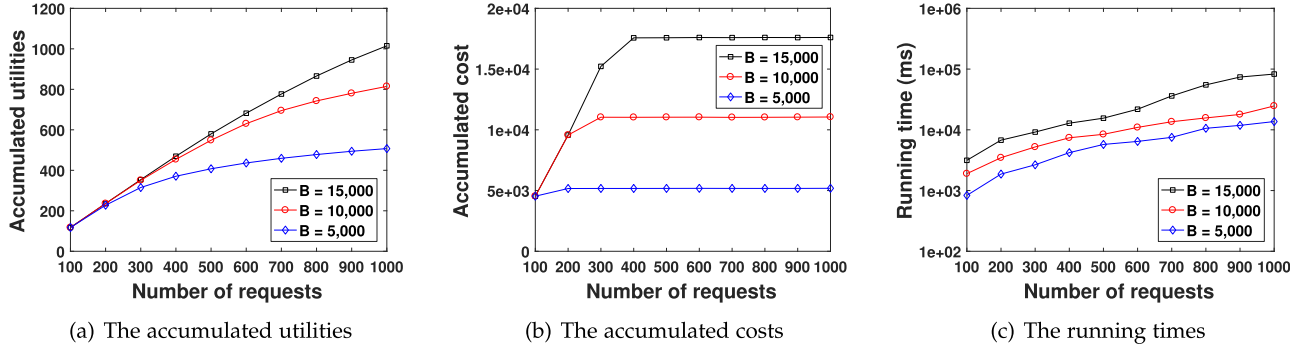 1200
1000
800
600
400
200
0
Accumulated utilities
B = 15,000
B = 10,000
B = 5,000
100 200 300 400 500 600 700 800 900 1000
Number of requests
(a) The accumulated utilities
2e+04
1.5e+04
1e+04
5e+03
0
Accumulated cost
B = 15,000
B = 10,000
B = 5,000
100 200 300 400 500 600 700 800 900 1000
Number of requests
(b) The accumulated costs
1e+06
1e+05
1e+04
1e+03
1e+02
Running time (ms)
B = 15,000
B = 10,000
B = 5,000
100 200 300 400 500 600 700 800 900 1000
Number of requests
(c) The running times